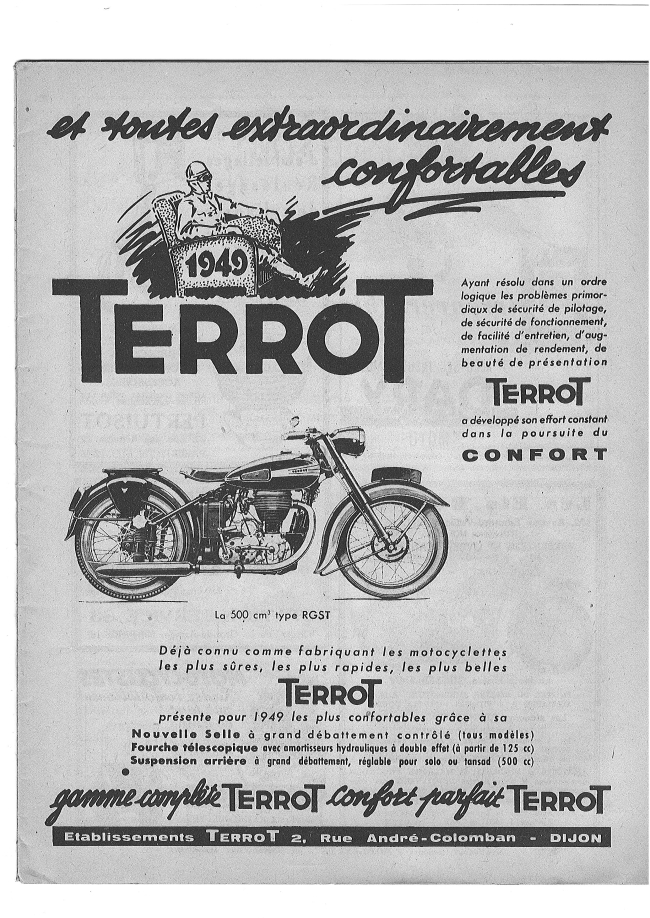 et toutes extraordinairement
confortables
1949
TERROT
Ayant résolu dans un ordre
logique les problèmes primor-
diaux de sécurité de pilotage,
de sécurité de fonctionnement,
de facilité d'entretien, d'aug-
mentation de rendement, de
beauté de présentation
TERROT
a développé son effort constant
dans la poursuite du
CONFORT
La 500 cm³ type RGST
Déjà connu comme fabriquant les motocyclettes
les plus sûres, les plus rapides, les plus belles
TERROT
présente pour 1949 les plus confortables grâce à sa
Nouvelle Selle à grand débattement contrôlé (tous modèles)
Fourche télescopique avec amortisseurs hydrauliques à double effet (à partir de 125 cc)
Suspension arrière à grand débattement, réglable pour solo ou tansad (500 cc)
gamme complète TERROT confort parfait TERROT
Etablissements TERROT 2, Rue André-Colomban - DIJON